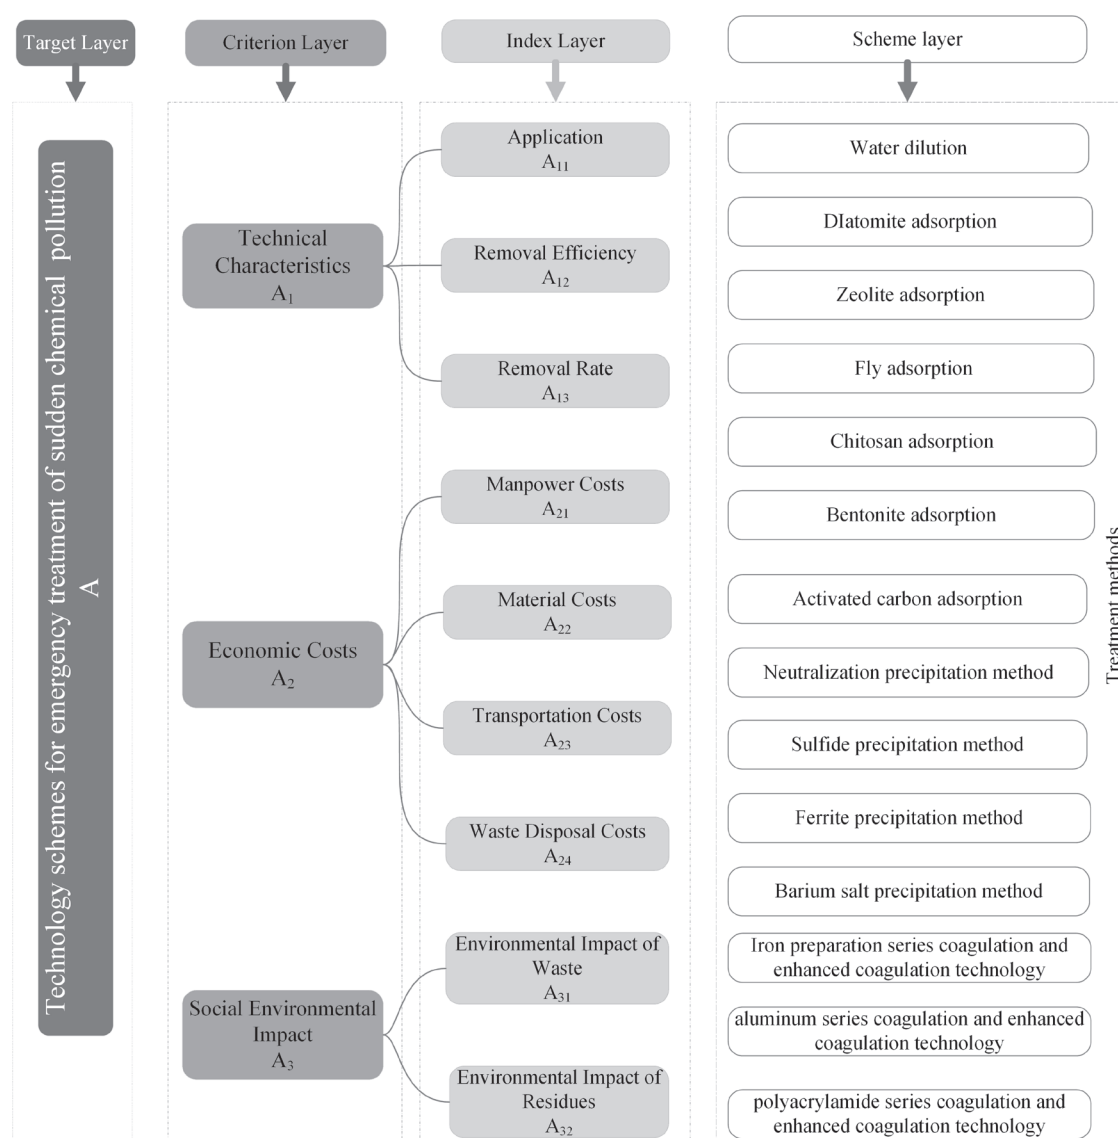 Target Layer
Criterion Layer
Index Layer
Scheme layer
Technology schemes for emergency treatment of sudden chemical pollution
A
Technical
Characteristics
A₁
Economic Costs
A₂
Social Environmental
Impact
A₃
Application
A₁₁
Removal Efficiency
A₁₂
Removal Rate
A₁₃
Manpower Costs
A₂₁
Material Costs
A₂₂
Transportation Costs
A₂₃
Waste Disposal Costs
A₂₄
Environmental Impact of
Waste
A₃₁
Environmental Impact of
Residues
A₃₂
Water dilution
DIatomite adsorption
Zeolite adsorption
Fly adsorption
Chitosan adsorption
Bentonite adsorption
Activated carbon adsorption
Neutralization precipitation method
Sulfide precipitation method
Ferrite precipitation method
Barium salt precipitation method
Iron preparation series coagulation and
enhanced coagulation technology
aluminum series coagulation and enhanced
coagulation technology
polyacrylamide series coagulation and
enhanced coagulation technology
Treatment methods